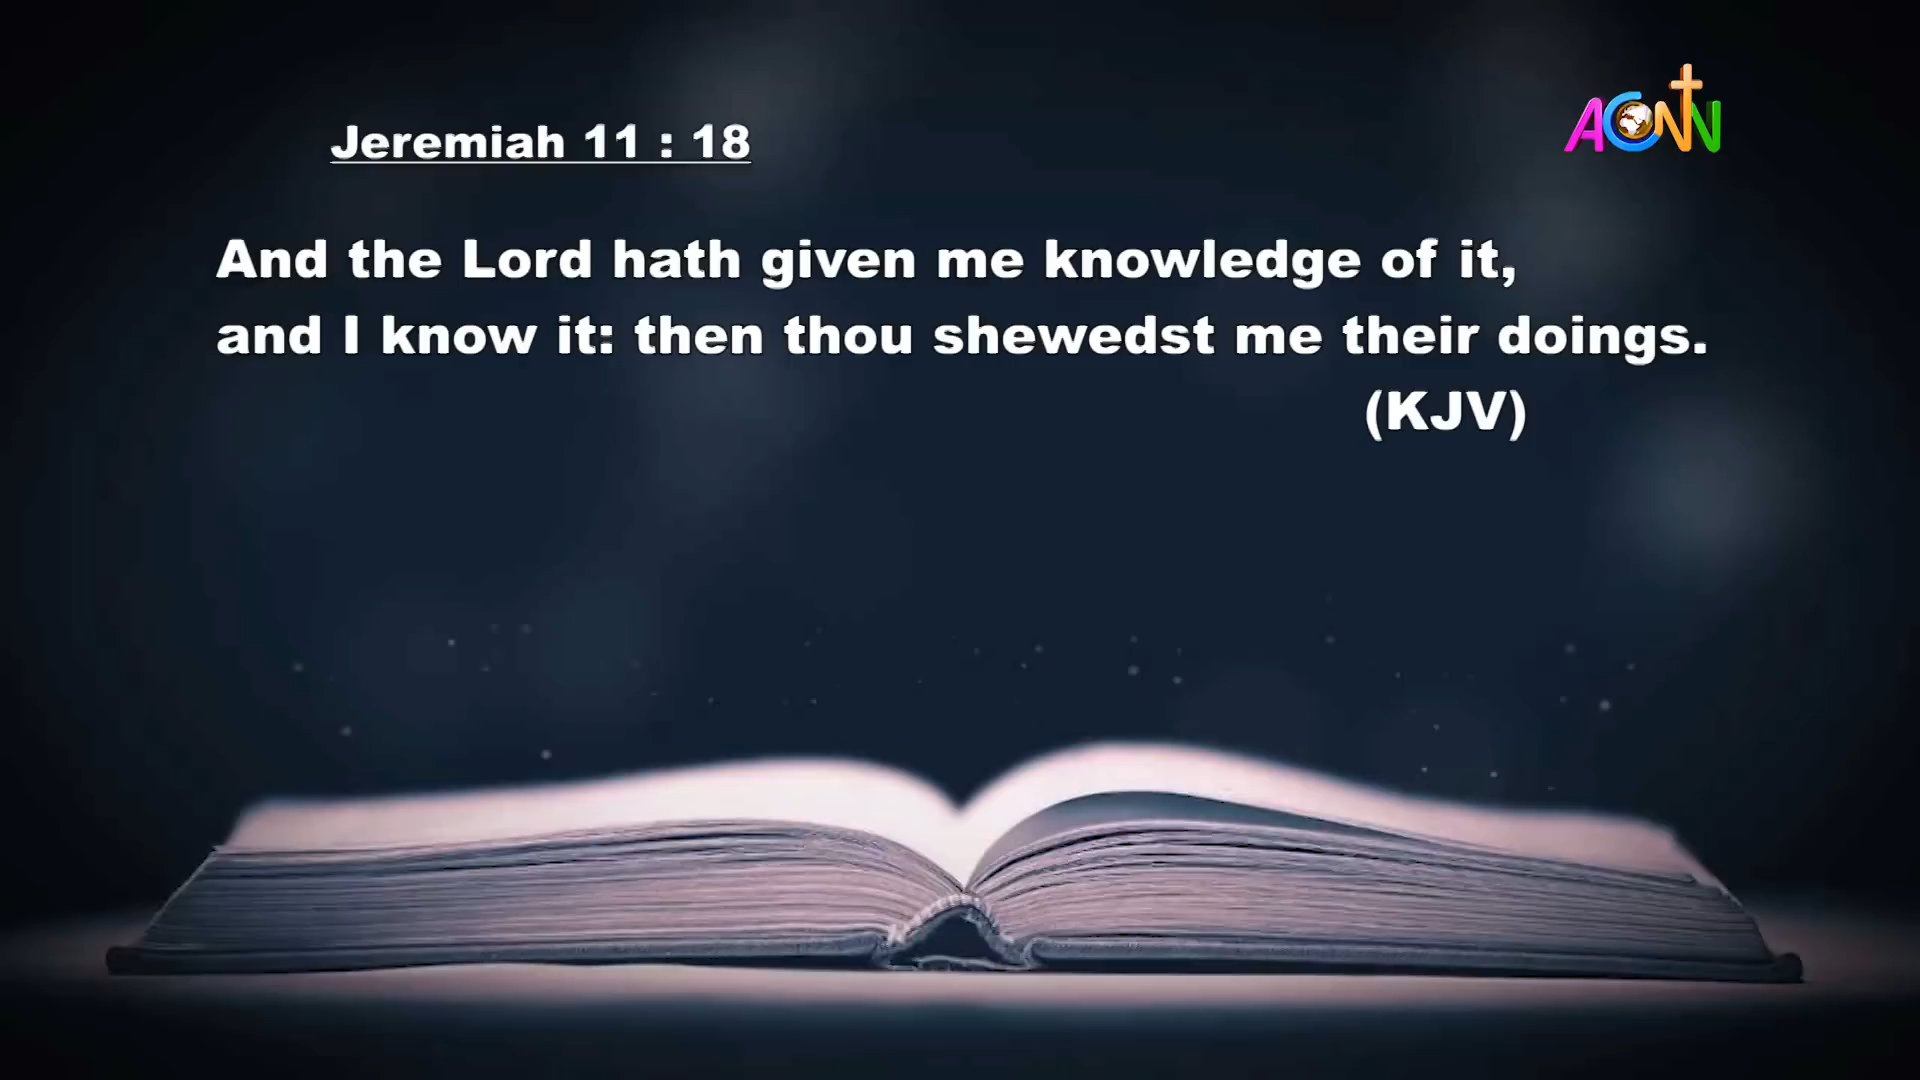 Jeremiah 11 : 18
ACNN
And the Lord hath given me knowledge of it,
and I know it: then thou shewedst me their doings.
(KJV)